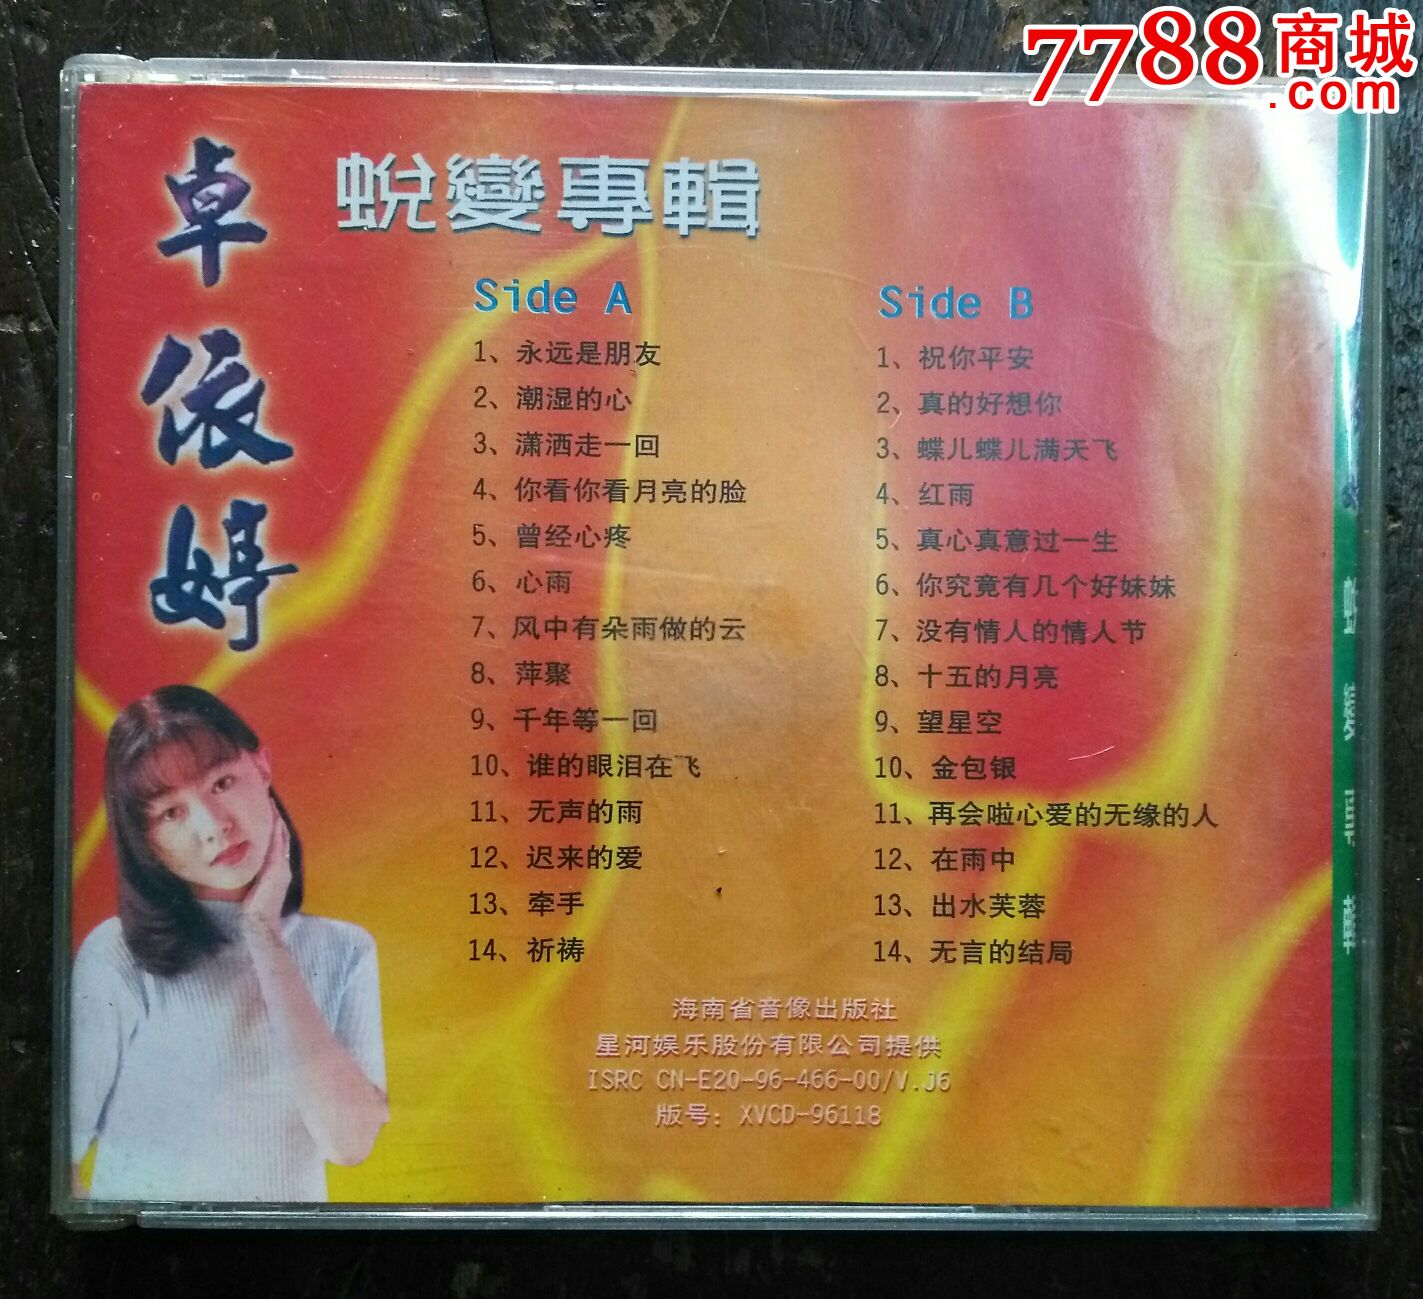 7788商城
.com
卓依婷
蜕變專輯
Side A
1、永远是朋友
2、潮湿的心
3、潇洒走一回
4、你看你看月亮的脸
5、曾经心疼
6、心雨
7、风中有朵雨做的云
8、萍聚
9、千年等一回
10、谁的眼泪在飞
11、无声的雨
12、迟来的爱
13、牵手
14、祈祷
Side B
1、祝你平安
2、真的好想你
3、蝶儿蝶儿满天飞
4、红雨
5、真心真意过一生
6、你究竟有几个好妹妹
7、没有情人的情人节
8、十五的月亮
9、望星空
10、金包银
11、再会啦心爱的无缘的人
12、在雨中
13、出水芙蓉
14、无言的结局
海南省音像出版社
星河娱乐股份有限公司提供
ISRC CN-E20-96-466-00/V.J6
版号：XVCD-96118